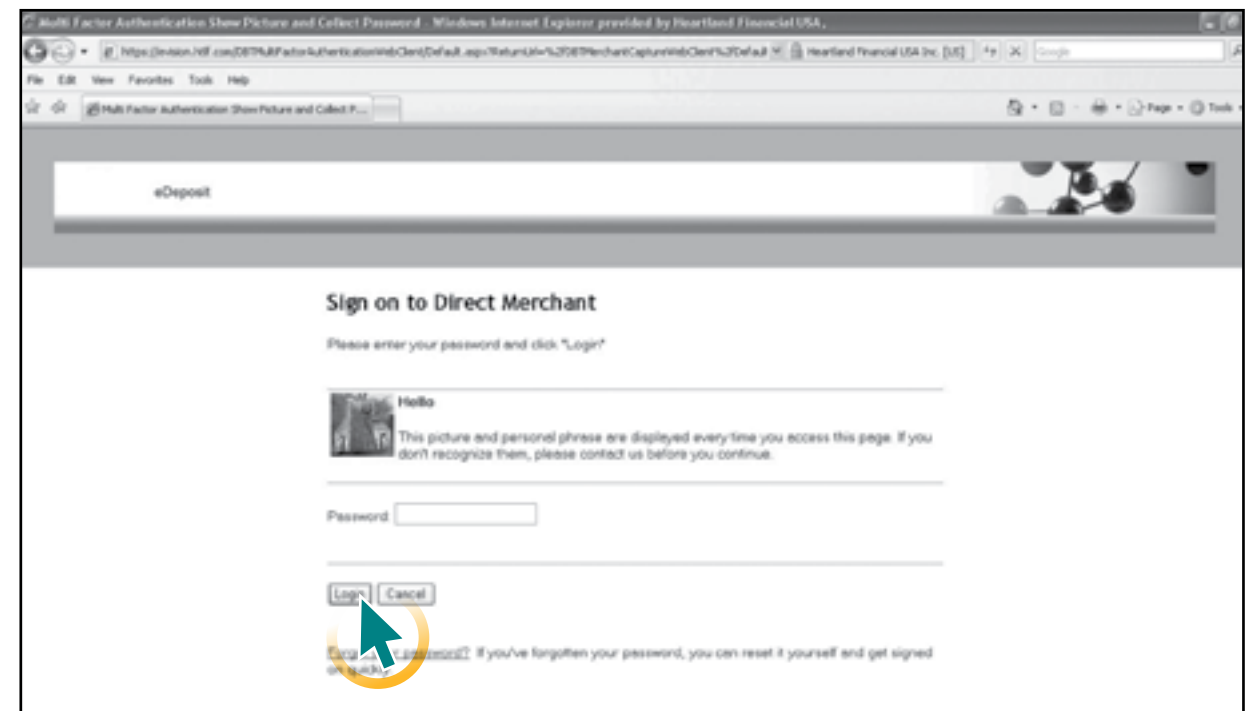 Multi Factor Authentication Show Picture and Collect Password - Windows Internet Explorer provided by Heartland Financial USA,
Heartland Financial USA Inc. [US]
Google
File Edit View Favorites Tools Help
Multi Factor Authentication Show Picture and Collect P...
Page Tools
eDeposit
Sign on to Direct Merchant
Please enter your password and click "Login"
Hello
This picture and personal phrase are displayed every time you access this page. If you
don't recognize them, please contact us before you continue.
Password:
Login Cancel
password? If you've forgotten your password, you can reset it yourself and get signed
on quickly